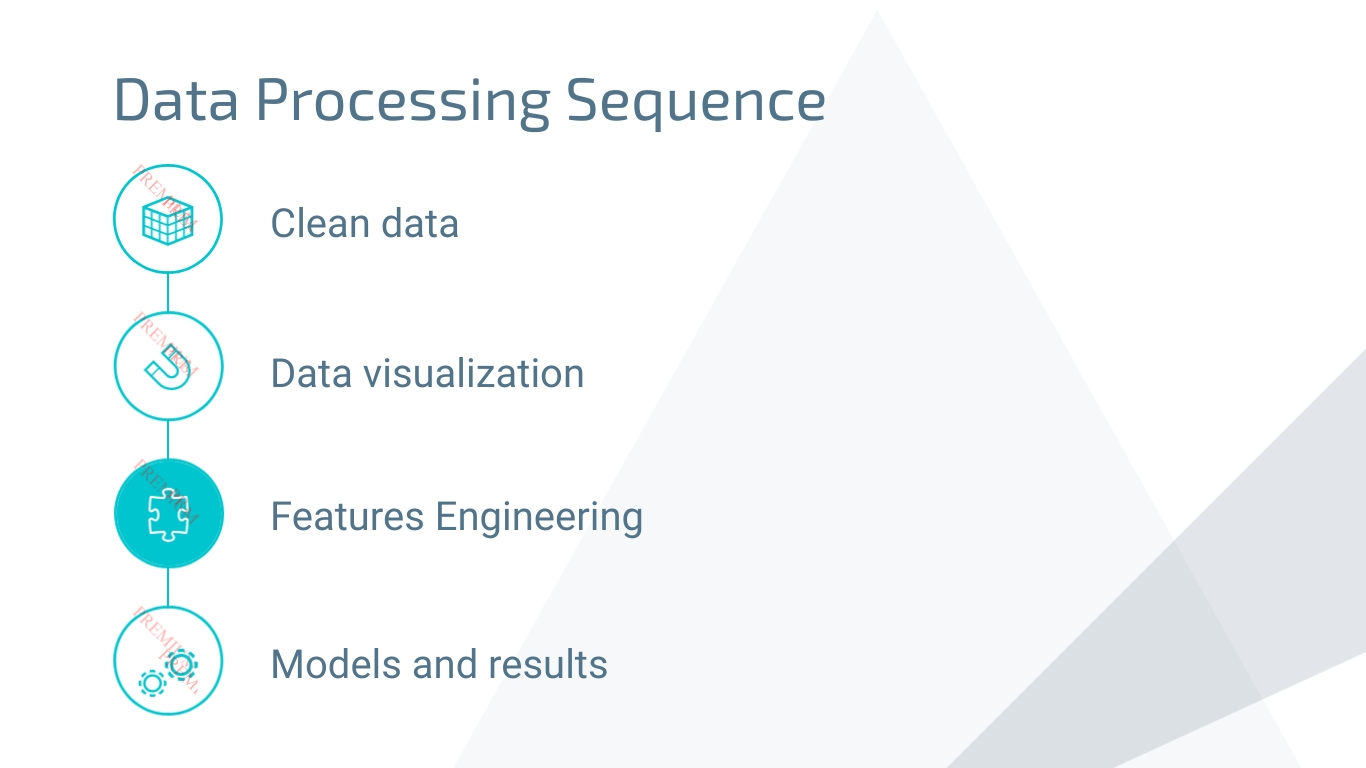 Data Processing Sequence
Clean data
Data visualization
Features Engineering
Models and results